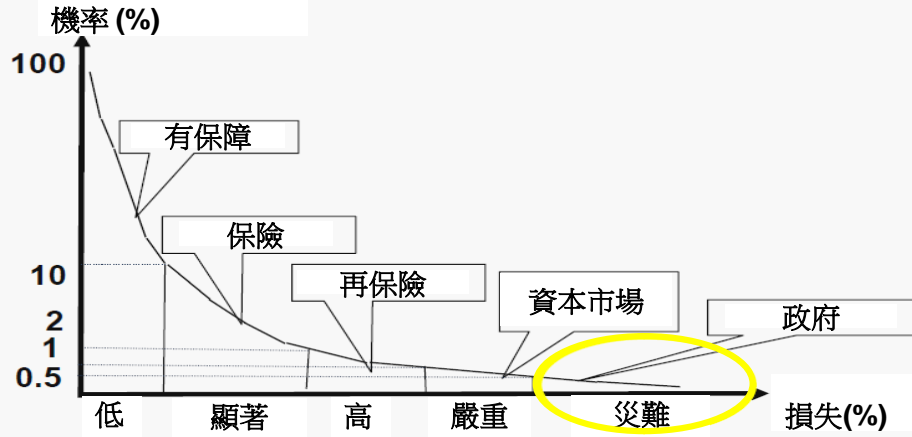 機率 (%)
100
有保障
保險
10
再保險
資本市場
政府
2
1
0.5
低 顯著 高 嚴重 災難 損失(%)